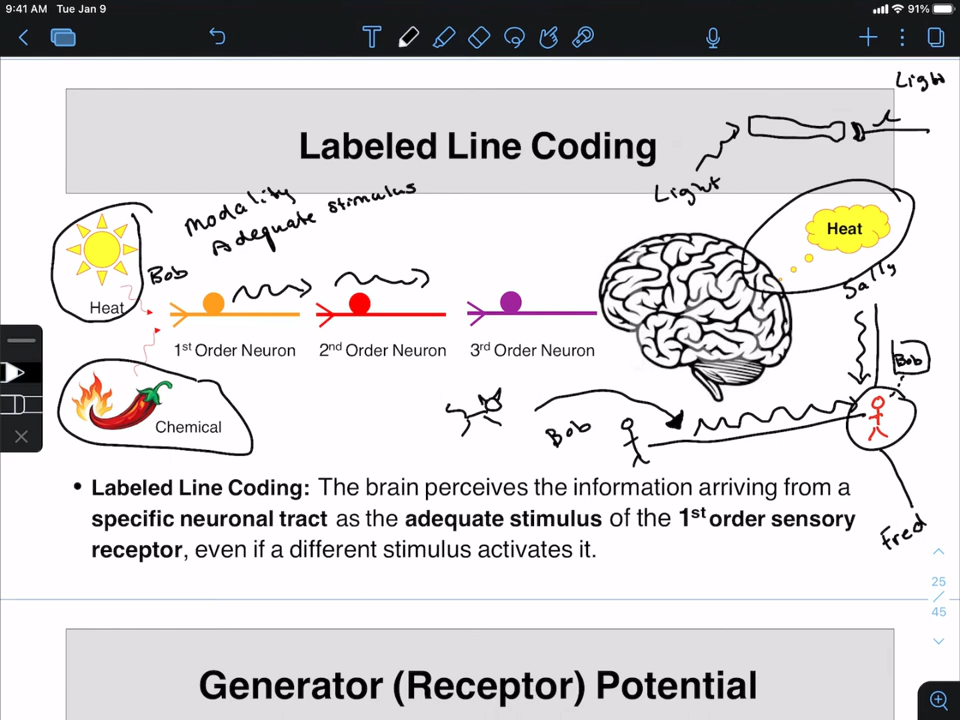 9:41 AM Tue Jan 9
91%
Light
Labeled Line Coding
Light
Modality
Adequate stimulus
Heat
Bob
Heat
Sally
1st Order Neuron
2nd Order Neuron
3rd Order Neuron
Bob
Chemical
Bob
• Labeled Line Coding: The brain perceives the information arriving from a
specific neuronal tract as the adequate stimulus of the 1st order sensory
receptor, even if a different stimulus activates it.
Fred
25
/
45
Generator (Receptor) Potential